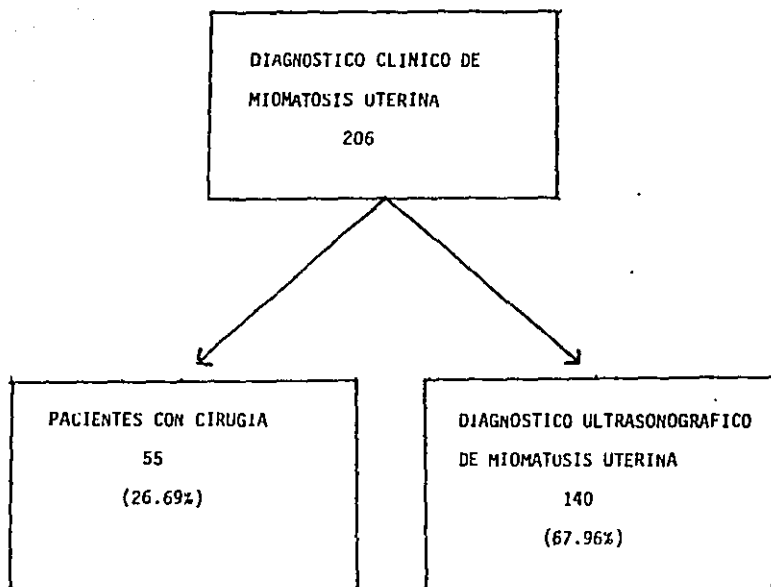 DIAGNOSTICO CLINICO DE
MIOMATOSIS UTERINA
206
PACIENTES CON CIRUGIA
55
(26.69%)
DIAGNOSTICO ULTRASONOGRAFICO
DE MIOMATOSIS UTERINA
140
(67.96%)